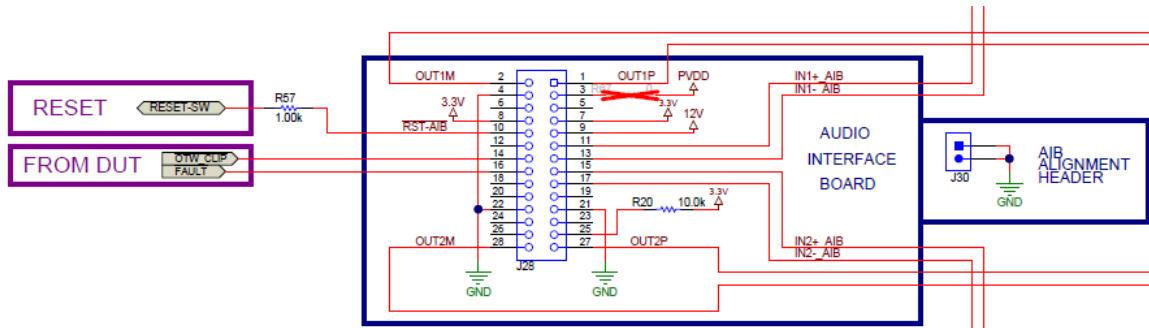 RESET
RESET-SW
R57
1.00k
FROM DUT
OTW_CLIP
FAULT
OUT1M
2
4
6
8
10
12
14
16
18
20
22
24
26
28
3.3V
RST-AIB
OUT2M
J28
GND
1
3
5
7
9
11
13
15
17
19
21
23
25
27
OUT1P
PVDD
3.3V
12V
R20
10.0k
3.3V
OUT2P
GND
IN1+_AIB
IN1-_AIB
AUDIO
INTERFACE
BOARD
IN2+_AIB
IN2-_AIB
J30
GND
AIB
ALIGNMENT
HEADER